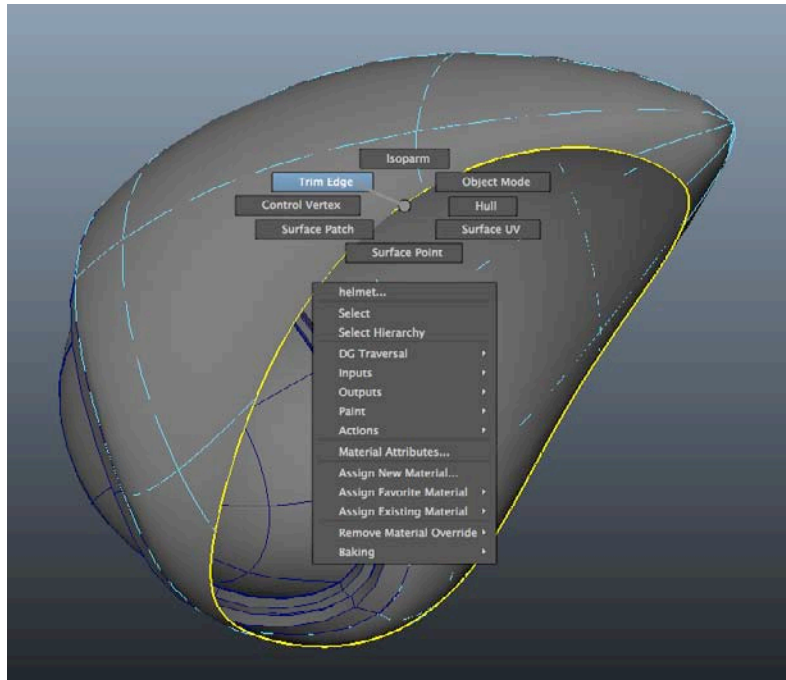 Isoparm
Trim Edge
Object Mode
Control Vertex
Hull
Surface Patch
Surface UV
Surface Point
helmet...
Select
Select Hierarchy
DG Traversal
Inputs
Outputs
Paint
Actions
Material Attributes...
Assign New Material...
Assign Favorite Material
Assign Existing Material
Remove Material Override
Baking